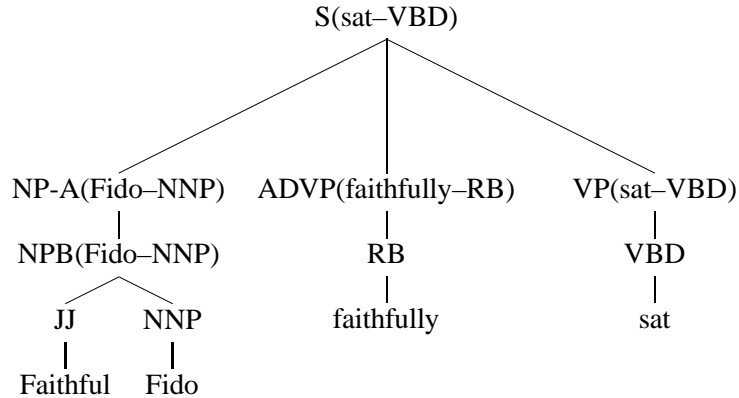 S(sat–VBD)
NP-A(Fido–NNP) ADVP(faithfully–RB) VP(sat–VBD)
NPB(Fido–NNP) RB VBD
JJ NNP faithfully sat
Faithful Fido